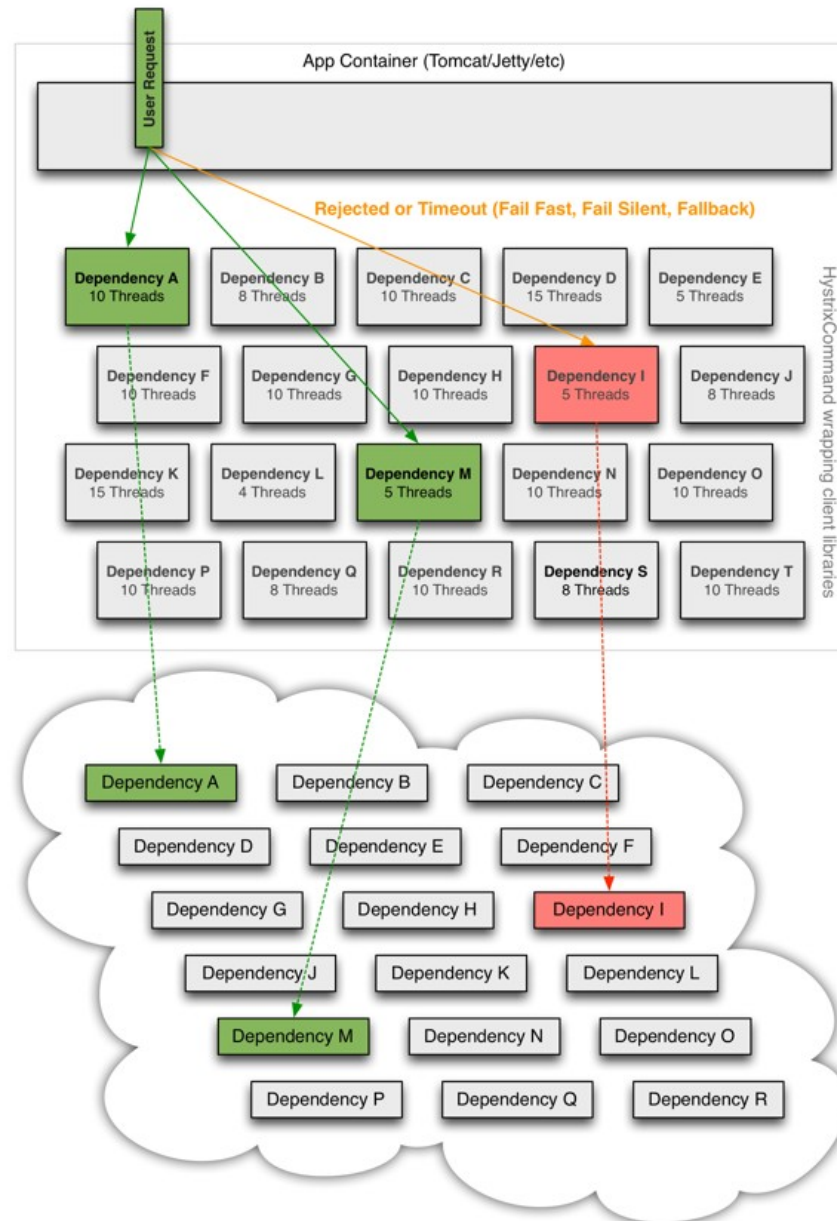 User Request
App Container (Tomcat/Jetty/etc)
Rejected or Timeout (Fail Fast, Fail Silent, Fallback)
Dependency A
10 Threads
Dependency B
8 Threads
Dependency C
10 Threads
Dependency D
15 Threads
Dependency E
5 Threads
Dependency F
10 Threads
Dependency G
10 Threads
Dependency H
10 Threads
Dependency I
5 Threads
Dependency J
8 Threads
Dependency K
15 Threads
Dependency L
4 Threads
Dependency M
5 Threads
Dependency N
10 Threads
Dependency O
10 Threads
Dependency P
10 Threads
Dependency Q
8 Threads
Dependency R
10 Threads
Dependency S
8 Threads
Dependency T
10 Threads
HystrixCommand wrapping client libraries
Dependency A
Dependency B
Dependency C
Dependency D
Dependency E
Dependency F
Dependency G
Dependency H
Dependency I
Dependency J
Dependency K
Dependency L
Dependency M
Dependency N
Dependency O
Dependency P
Dependency Q
Dependency R